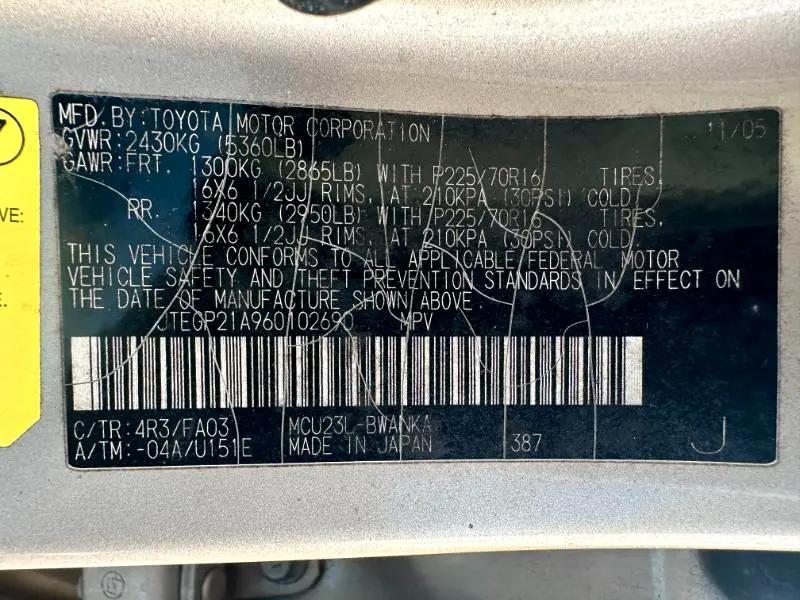 MFD. BY: TOYOTA MOTOR CORPORATION 11/05
GVWR: 2430KG (5360LB)
GAWR: FRT. 1300KG (2865LB) WITH P225/70R16 TIRES,
16X6 1/2JJ RIMS, AT 210KPA (30PSI) COLD.
RR. 1340KG (2950LB) WITH P225/70R16 TIRES,
16X6 1/2JJ RIMS, AT 210KPA (30PSI) COLD.
THIS VEHICLE CONFORMS TO ALL APPLICABLE FEDERAL MOTOR
VEHICLE SAFETY AND THEFT PREVENTION STANDARDS IN EFFECT ON
THE DATE OF MANUFACTURE SHOWN ABOVE.
MPV
C/TR: 4R3/FA03 MCU23L-BWANKA
A/TM: -04A/U151E MADE IN JAPAN 387 J
VE:
E.